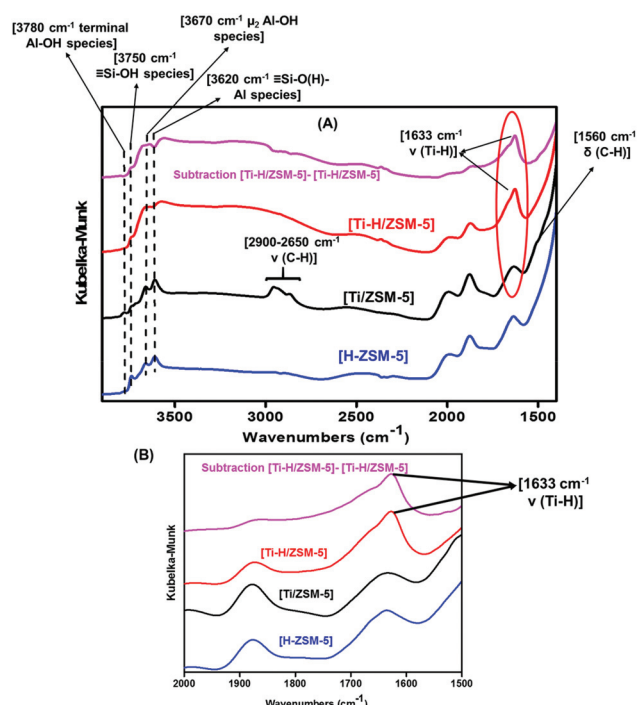 [3780 cm⁻¹ terminal
Al-OH species]
[3750 cm⁻¹
≡Si-OH species]
[3670 cm⁻¹ μ₂ Al-OH
species]
[3620 cm⁻¹ ≡Si-O(H)-
Al species]
(A)
[1633 cm⁻¹
ν (Ti-H)]
[1560 cm⁻¹
δ (C-H)]
Subtraction [Ti-H/ZSM-5]- [Ti-H/ZSM-5]
[Ti-H/ZSM-5]
[2900-2650 cm⁻¹
ν (C-H)]
[Ti/ZSM-5]
[H-ZSM-5]
Kubelka-Munk
3500 3000 2500 2000 1500
Wavenumbers (cm⁻¹)
(B)
Subtraction [Ti-H/ZSM-5]- [Ti-H/ZSM-5]
[1633 cm⁻¹
ν (Ti-H)]
[Ti-H/ZSM-5]
[Ti/ZSM-5]
[H-ZSM-5]
Kubelka-Munk
2000 1900 1800 1700 1600 1500
Wavenumbers (cm⁻¹)